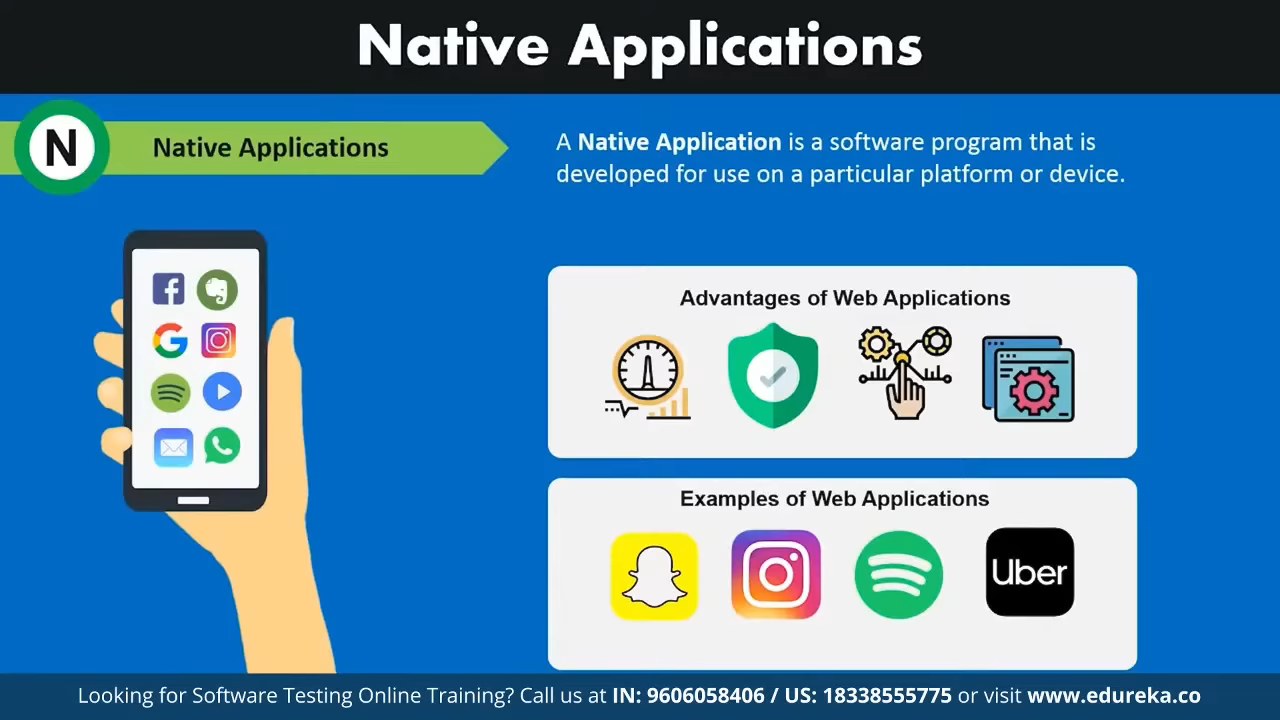 Native Applications
N
Native Applications
A Native Application is a software program that is
developed for use on a particular platform or device.
Advantages of Web Applications
Examples of Web Applications
Uber
Looking for Software Testing Online Training? Call us at IN: 9606058406 / US: 18338555775 or visit www.edureka.co